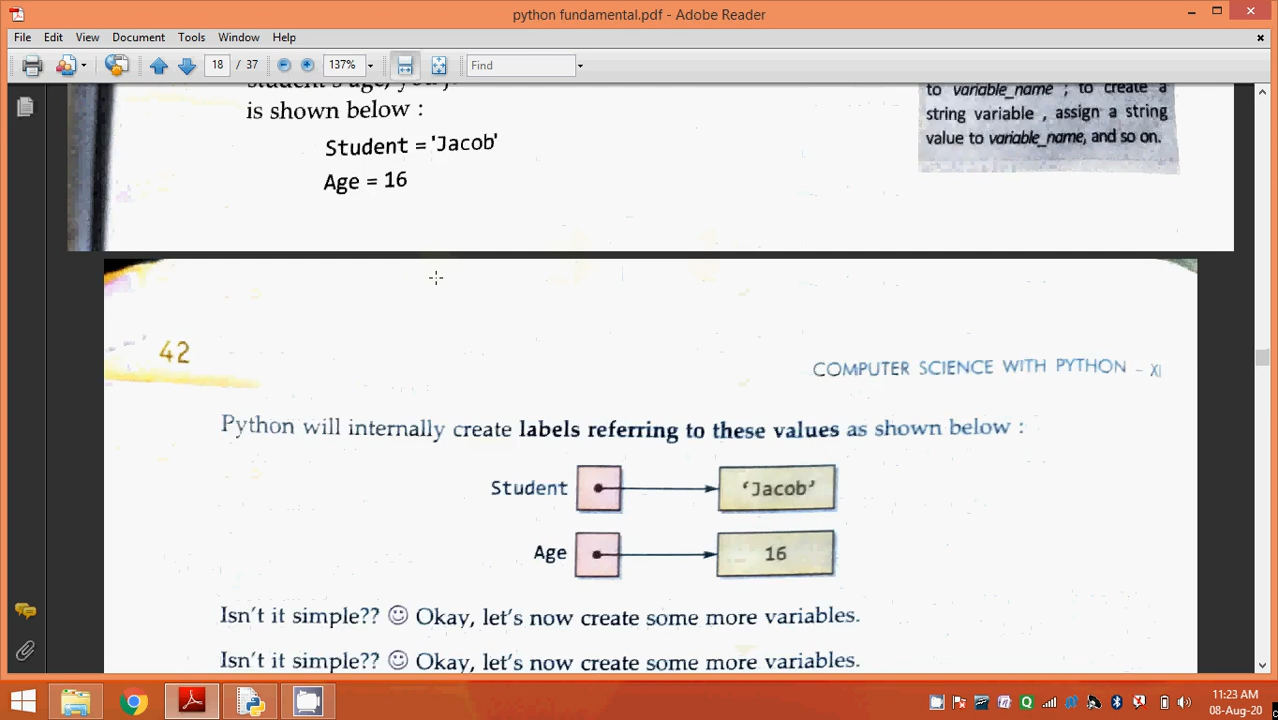 python fundamental.pdf - Adobe Reader
File Edit View Document Tools Window Help
18 / 37 137% Find
is shown below :
Student = 'Jacob'
Age = 16
to variable_name ; to create a
string variable , assign a string
value to variable_name, and so on.
42
COMPUTER SCIENCE WITH PYTHON – XI
Python will internally create labels referring to these values as shown below :
Student 'Jacob'
Age 16
Isn't it simple?? ☺ Okay, let's now create some more variables.
Isn't it simple?? ☺ Okay, let's now create some more variables.
11:23 AM
08-Aug-20